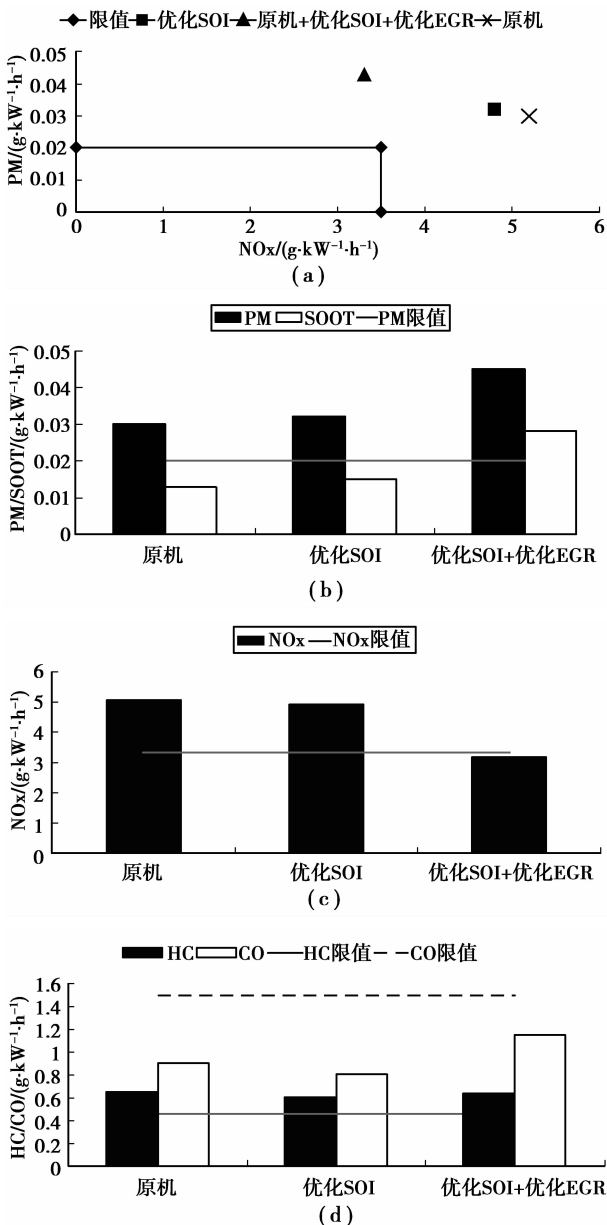 限值 优化SOI 原机+优化SOI+优化EGR 原机
PM/(g·kW⁻¹·h⁻¹)
0.05
0.04
0.03
0.02
0.01
0
0 1 2 3 4 5 6
NOx/(g·kW⁻¹·h⁻¹)
(a)
PM SOOT PM限值
PM/SOOT/(g·kW⁻¹·h⁻¹)
0.05
0.04
0.03
0.02
0.01
0
原机 优化SOI 优化SOI+优化EGR
(b)
NOx NOx限值
NOx/(g·kW⁻¹·h⁻¹)
6
5
4
3
2
1
0
原机 优化SOI 优化SOI+优化EGR
(c)
HC CO HC限值 CO限值
HC/CO/(g·kW⁻¹·h⁻¹)
1.6
1.4
1.2
1
0.8
0.6
0.4
0.2
0
原机 优化SOI 优化SOI+优化EGR
(d)